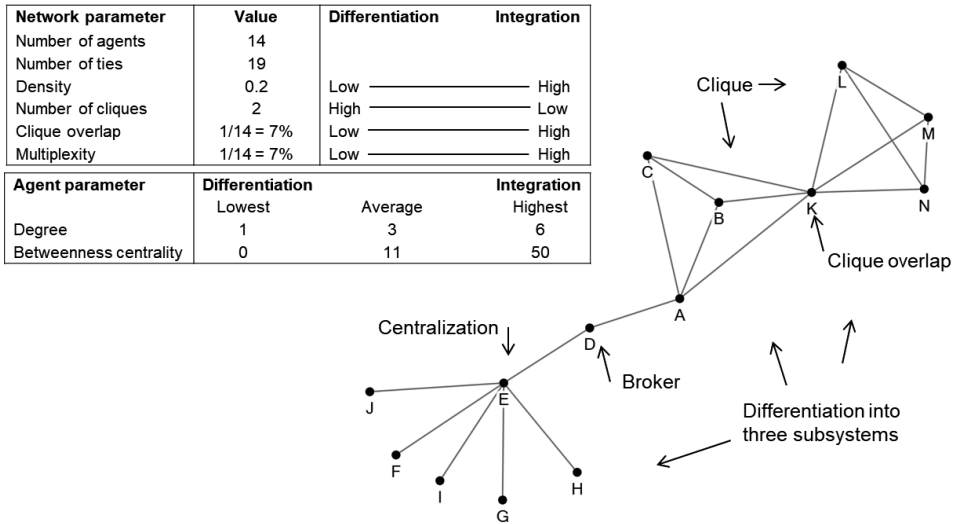 Network parameter Value Differentiation Integration
Number of agents 14
Number of ties 19
Density 0.2 Low High
Number of cliques 2 High Low
Clique overlap 1/14 = 7% Low High
Multiplexity 1/14 = 7% Low High
Agent parameter Differentiation Integration
Lowest Average Highest
Degree 1 3 6
Betweenness centrality 0 11 50
Clique
L
M
C
B
K
N
Clique overlap
A
Centralization
D
Broker
E
J
Differentiation into
three subsystems
F
I
H
G